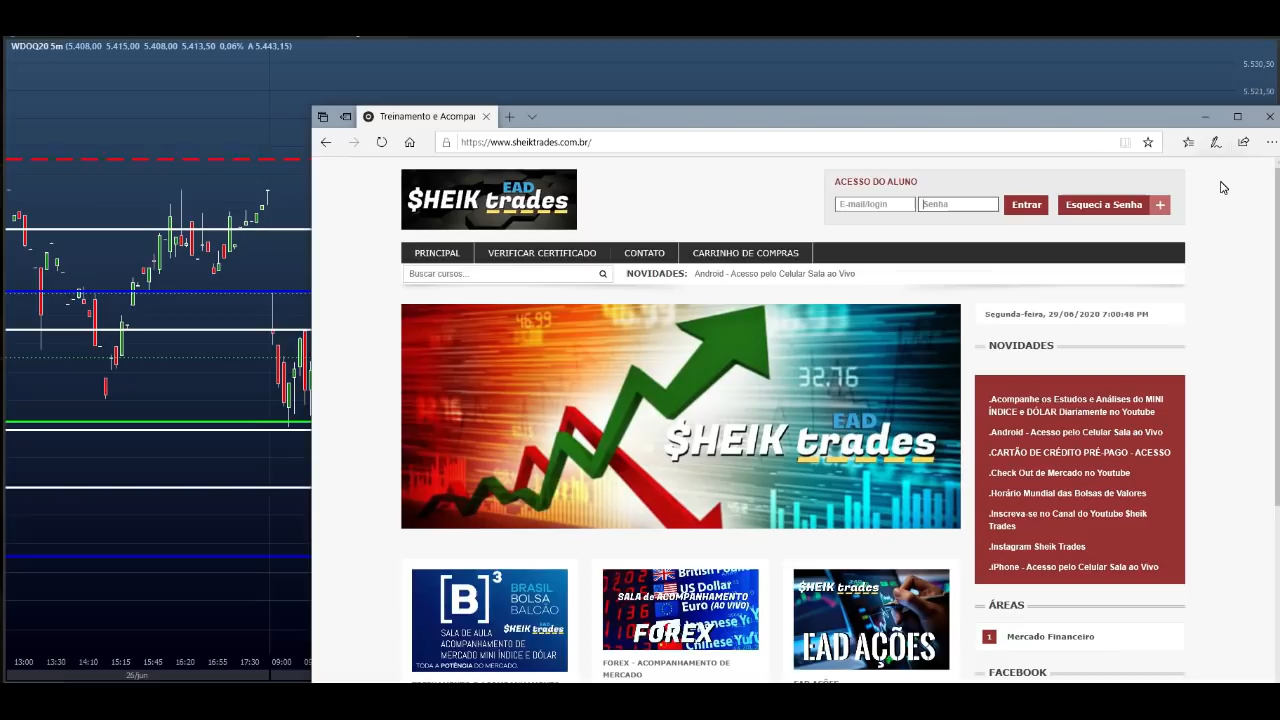 WDOQ20 5m (5.408,00 5.415,00 5.408,00 5.413,50 0,06% A 5.443,15)
5.530,50
5.521,50
Treinamento e Acompar
https://www.sheiktrades.com.br/
$HEIK EAD trades
ACESSO DO ALUNO
E-mail/login
Senha
Entrar
Esqueci a Senha +
PRINCIPAL
VERIFICAR CERTIFICADO
CONTATO
CARRINHO DE COMPRAS
Buscar cursos...
NOVIDADES: Android - Acesso pelo Celular Sala ao Vivo
46.99
32.76
EAD
$HEIK trades
Segunda-feira, 29/06/2020 7:00:48 PM
NOVIDADES
.Acompanhe os Estudos e Análises do MINI
ÍNDICE e DÓLAR Diariamente no Youtube
.Android - Acesso pelo Celular Sala ao Vivo
.CARTÃO DE CRÉDITO PRÉ-PAGO - ACESSO
.Check Out de Mercado no Youtube
.Horário Mundial das Bolsas de Valores
.Inscreva-se no Canal do Youtube $heik
Trades
.Instagram Sheik Trades
.iPhone - Acesso pelo Celular Sala ao Vivo
ÁREAS
1 Mercado Financeiro
FACEBOOK
[B]3
BRASIL
BOLSA
BALCÃO
SALA DE AULA
ACOMPANHAMENTO DE
MERCADO MINI ÍNDICE E DÓLAR
$HEIK trades
TODA A POTÊNCIA DO MERCADO.
US Dollar
SALA de ACOMPANHAMENTO
Euro (AO VIVO)
FOREX
FOREX - ACOMPANHAMENTO DE
MERCADO
$HEIK trades
EAD AÇÕES
13:00 13:30 14:10 15:15 15:45 16:20 16:55 17:30 09:00
26/jun